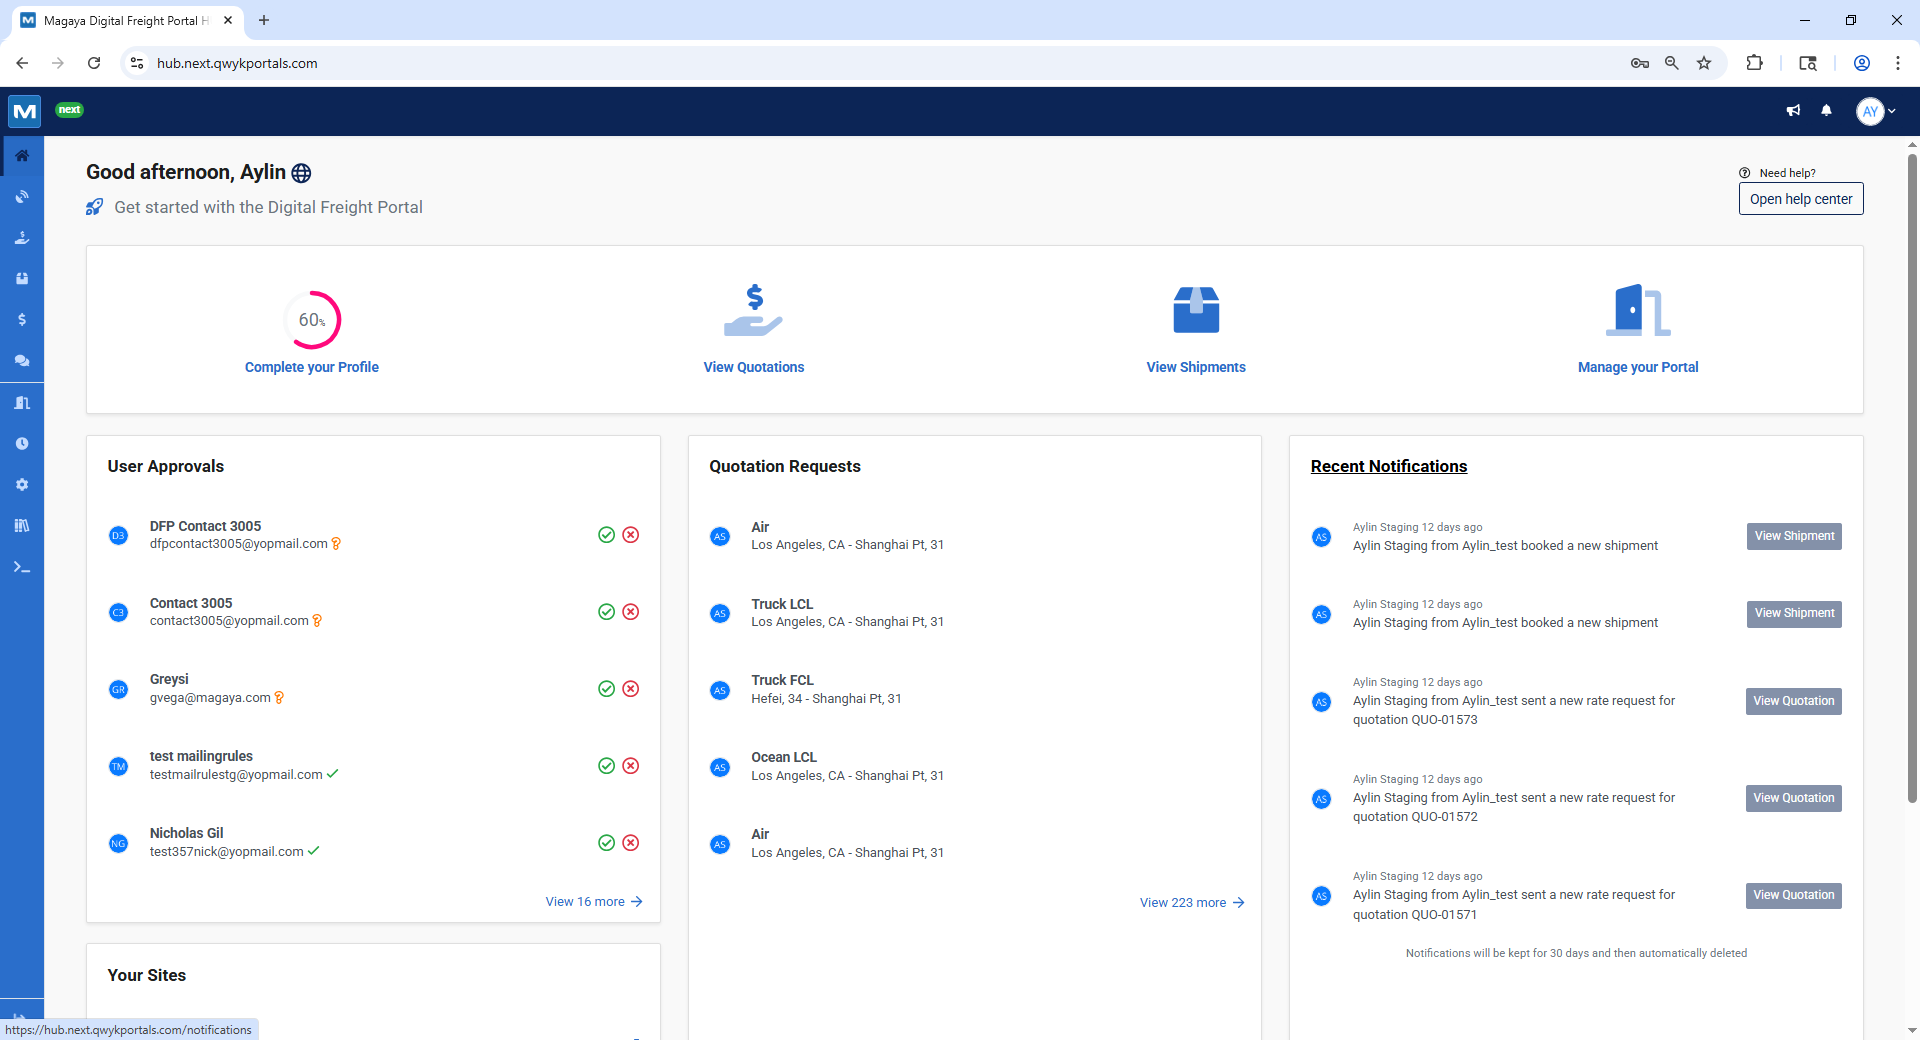 Magaya Digital Freight Portal H
hub.next.qwykportals.com
next
AY
Good afternoon, Aylin
Get started with the Digital Freight Portal
Need help?
Open help center
60%
Complete your Profile
View Quotations
View Shipments
Manage your Portal
User Approvals
D3
DFP Contact 3005
dfpcontact3005@yopmail.com
C3
Contact 3005
contact3005@yopmail.com
GR
Greysi
gvega@magaya.com
TM
test mailingrules
testmailrulestg@yopmail.com
NG
Nicholas Gil
test357nick@yopmail.com
View 16 more
Your Sites
Quotation Requests
AS
Air
Los Angeles, CA - Shanghai Pt, 31
AS
Truck LCL
Los Angeles, CA - Shanghai Pt, 31
AS
Truck FCL
Hefei, 34 - Shanghai Pt, 31
AS
Ocean LCL
Los Angeles, CA - Shanghai Pt, 31
AS
Air
Los Angeles, CA - Shanghai Pt, 31
View 223 more
Recent Notifications
AS
Aylin Staging 12 days ago
Aylin Staging from Aylin_test booked a new shipment
View Shipment
AS
Aylin Staging 12 days ago
Aylin Staging from Aylin_test booked a new shipment
View Shipment
AS
Aylin Staging 12 days ago
Aylin Staging from Aylin_test sent a new rate request for
quotation QUO-01573
View Quotation
AS
Aylin Staging 12 days ago
Aylin Staging from Aylin_test sent a new rate request for
quotation QUO-01572
View Quotation
AS
Aylin Staging 12 days ago
Aylin Staging from Aylin_test sent a new rate request for
quotation QUO-01571
View Quotation
Notifications will be kept for 30 days and then automatically deleted
https://hub.next.qwykportals.com/notifications